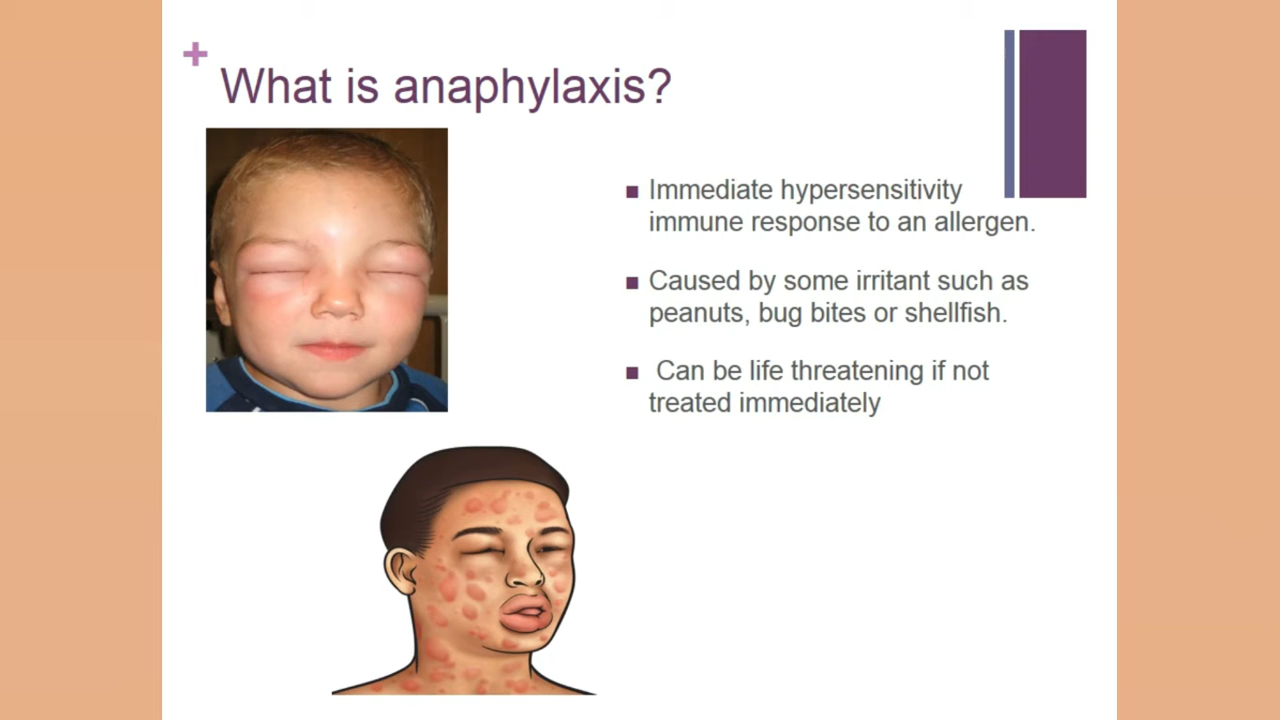 What is anaphylaxis?
Immediate hypersensitivity
immune response to an allergen.
Caused by some irritant such as
peanuts, bug bites or shellfish.
Can be life threatening if not
treated immediately